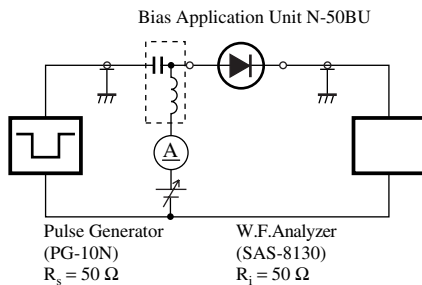 Bias Application Unit N-50BU
A
Pulse Generator
(PG-10N)
Rs = 50 Ω
W.F.Analyzer
(SAS-8130)
Ri = 50 Ω